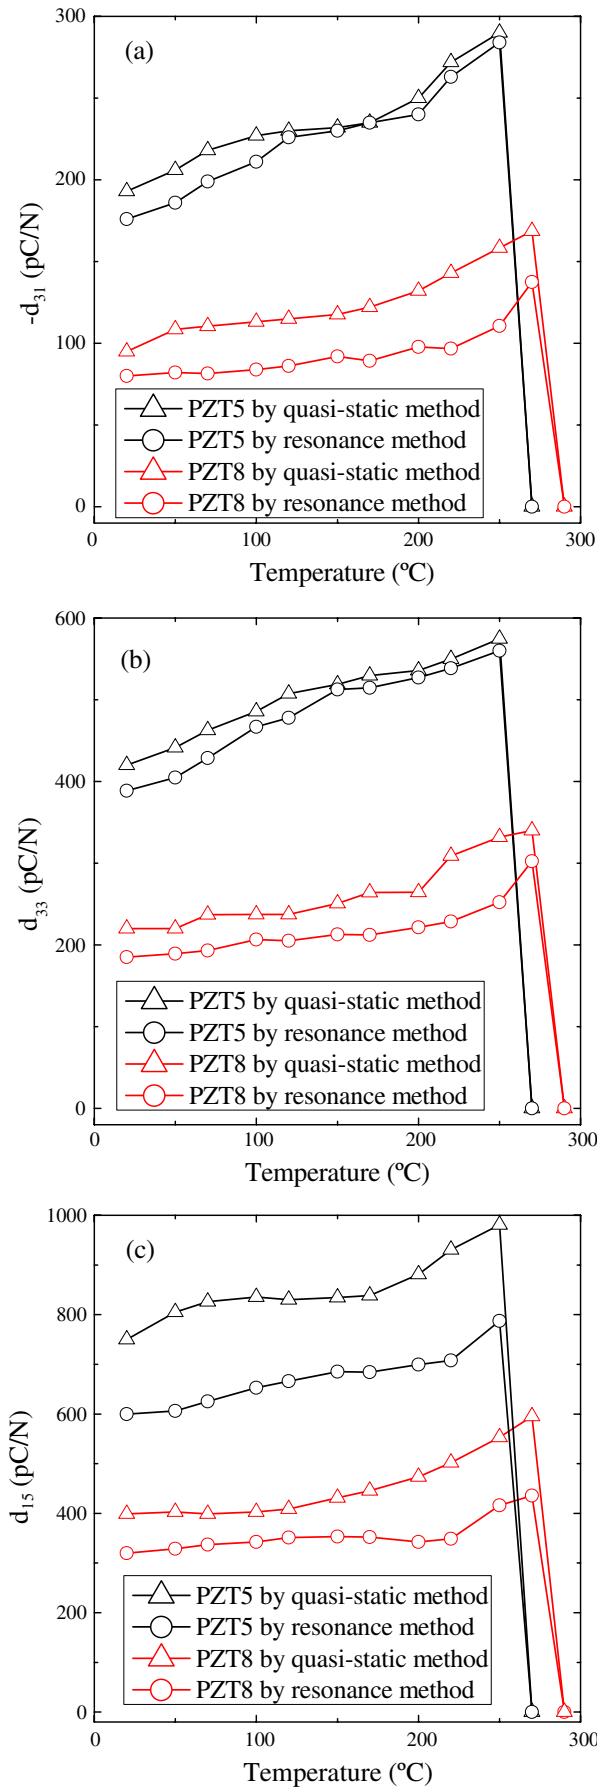 300
(a)
200
-d31 (pC/N)
100
PZT5 by quasi-static method
PZT5 by resonance method
PZT8 by quasi-static method
PZT8 by resonance method
0
0 100 200 300
Temperature (ºC)
600
(b)
400
d33 (pC/N)
200
PZT5 by quasi-static method
PZT5 by resonance method
PZT8 by quasi-static method
PZT8 by resonance method
0
0 100 200 300
Temperature (ºC)
1000
(c)
800
600
d15 (pC/N)
400
PZT5 by quasi-static method
PZT5 by resonance method
200
PZT8 by quasi-static method
PZT8 by resonance method
0
0 100 200 300
Temperature (ºC)